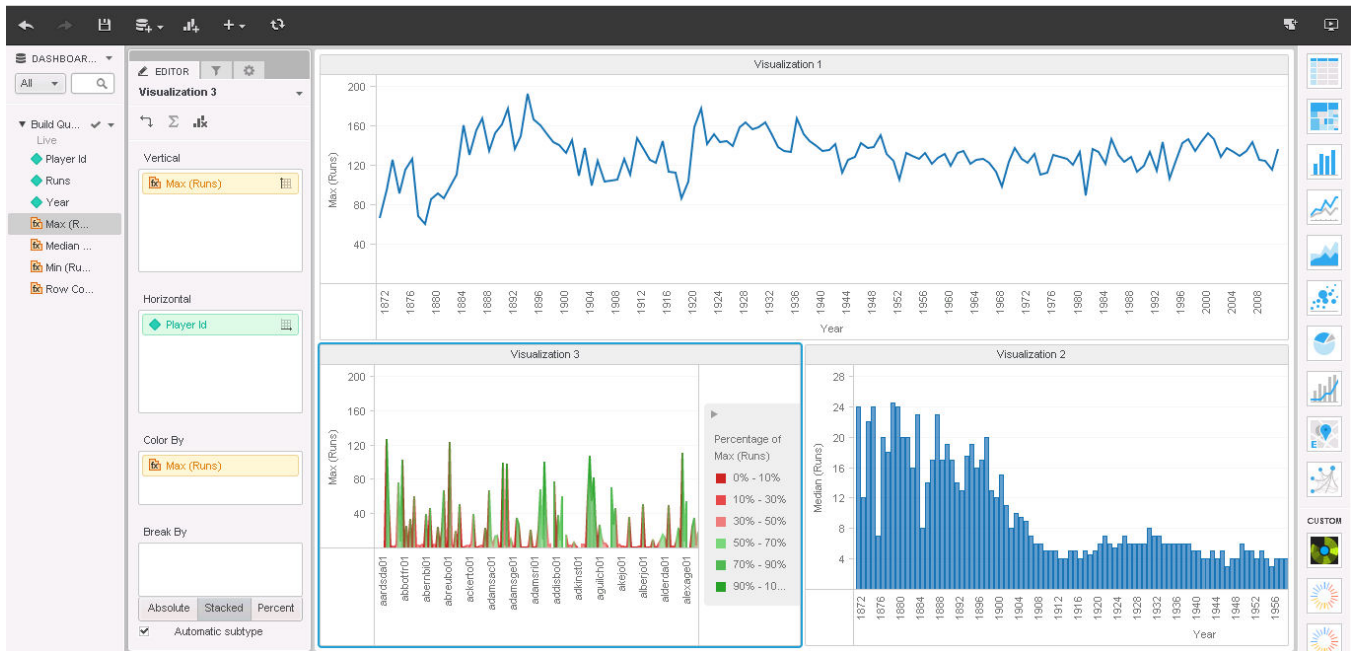 DASHBOAR...
All
Build Qu...
Live
Player Id
Runs
Year
Max (R...
Median ...
Min (Ru...
Row Co...
EDITOR
Visualization 3
Vertical
Max (Runs)
Horizontal
Player Id
Color By
Max (Runs)
Break By
Absolute Stacked Percent
Automatic subtype
Visualization 1
Max (Runs)
200
160
120
80
40
1872 1876 1880 1884 1888 1892 1896 1900 1904 1908 1912 1916 1920 1924 1928 1932 1936 1940 1944 1948 1952 1956 1960 1964 1968 1972 1976 1980 1984 1988 1992 1996 2000 2004 2008
Year
Visualization 3
Max (Runs)
200
160
120
80
40
aardsda01 abbotfr01 abernbi01 abreubo01 ackerto01 adamsac01 adamsge01 adamsri01 addisbo01 adkinst01 aguilch01 akejo01 alberjo01 alderda01 alexage01
Percentage of
Max (Runs)
0% - 10%
10% - 30%
30% - 50%
50% - 70%
70% - 90%
90% - 10...
Visualization 2
Median (Runs)
28
24
20
16
12
8
4
1872 1876 1880 1884 1888 1892 1896 1900 1904 1908 1912 1916 1920 1924 1928 1932 1936 1940 1944 1948 1952 1956
Year
E
CUSTOM